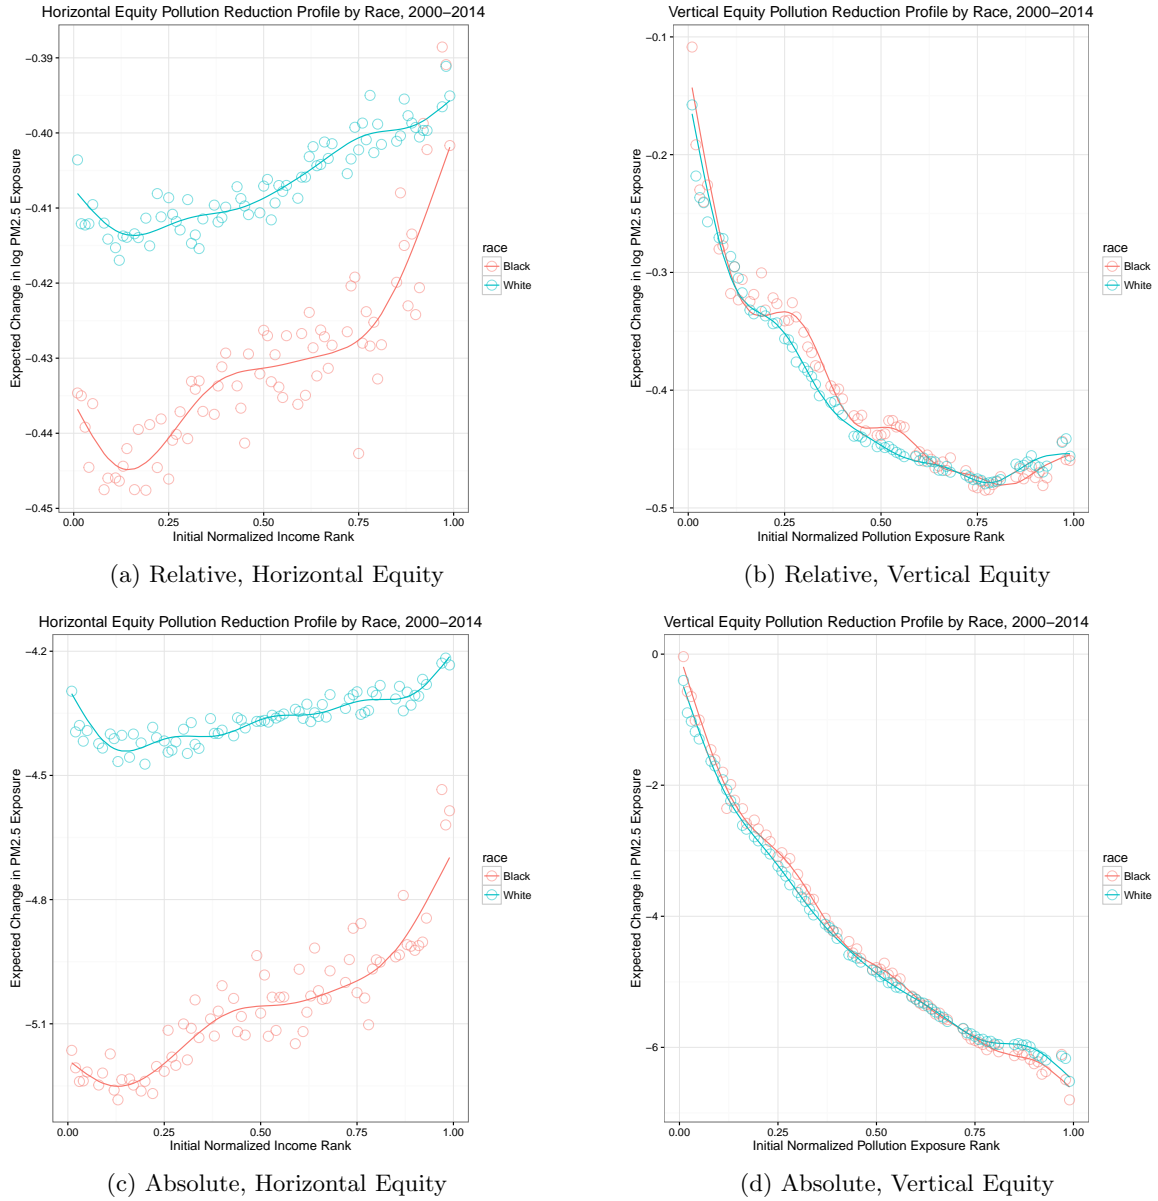 Horizontal Equity Pollution Reduction Profile by Race, 2000−2014
Expected Change in log PM2.5 Exposure
−0.39
−0.40
−0.41
−0.42
−0.43
−0.44
−0.45
0.00 0.25 0.50 0.75 1.00
Initial Normalized Income Rank
race
Black
White
(a) Relative, Horizontal Equity
Vertical Equity Pollution Reduction Profile by Race, 2000−2014
Expected Change in log PM2.5 Exposure
−0.1
−0.2
−0.3
−0.4
−0.5
0.00 0.25 0.50 0.75 1.00
Initial Normalized Pollution Exposure Rank
race
Black
White
(b) Relative, Vertical Equity
Horizontal Equity Pollution Reduction Profile by Race, 2000−2014
Expected Change in PM2.5 Exposure
−4.2
−4.5
−4.8
−5.1
0.00 0.25 0.50 0.75 1.00
Initial Normalized Income Rank
race
Black
White
(c) Absolute, Horizontal Equity
Vertical Equity Pollution Reduction Profile by Race, 2000−2014
Expected Change in PM2.5 Exposure
0
−2
−4
−6
0.00 0.25 0.50 0.75 1.00
Initial Normalized Pollution Exposure Rank
race
Black
White
(d) Absolute, Vertical Equity